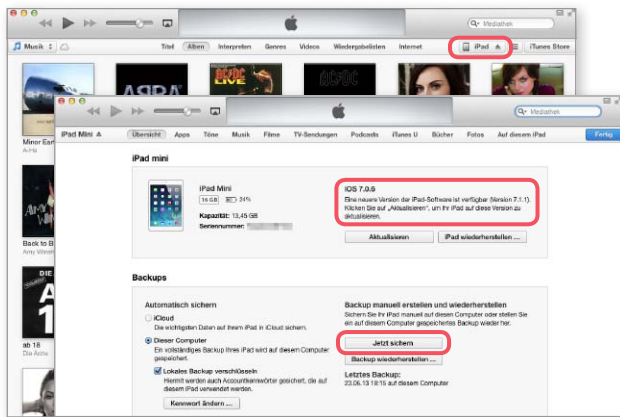 Mediathek
Musik
Titel Alben Interpreten Genres Videos Wiedergabelisten Internet
iPad
iTunes Store
ABBA
AC/DC
LIVE
AC/DC
Mediathek
iPad Mini
Übersicht Apps Töne Musik Filme TV-Sendungen Podcasts iTunes U Bücher Fotos Auf diesem iPad
Fertig
Minor Ear
Back to B
Amy Wineh
DIE
ab 18
Die Ärzte
iPad mini
iPad Mini
16 GB 24%
Kapazität: 13,45 GB
Seriennummer:
iOS 7.0.6
Eine neuere Version der iPad-Software ist verfügbar (Version 7.1.1).
Klicken Sie auf „Aktualisieren", um Ihr iPad auf diese Version zu
aktualisieren.
Aktualisieren
iPad wiederherstellen ...
Backups
Automatisch sichern
iCloud
Die wichtigsten Daten auf Ihrem iPad in iCloud sichern.
Dieser Computer
Ein vollständiges Backup Ihres iPad wird auf diesem Computer
gespeichert.
Lokales Backup verschlüsseln
Hiermit werden auch Accountkennwörter gesichert, die auf
diesem iPad verwendet werden.
Kennwort ändern ...
Backup manuell erstellen und wiederherstellen
Sichern Sie Ihr iPad manuell auf diesen Computer oder stellen Sie
ein auf diesem Computer gespeichertes Backup wieder her.
Jetzt sichern
Backup wiederherstellen ...
Letztes Backup:
23.06.13 18:15 auf diesem Computer